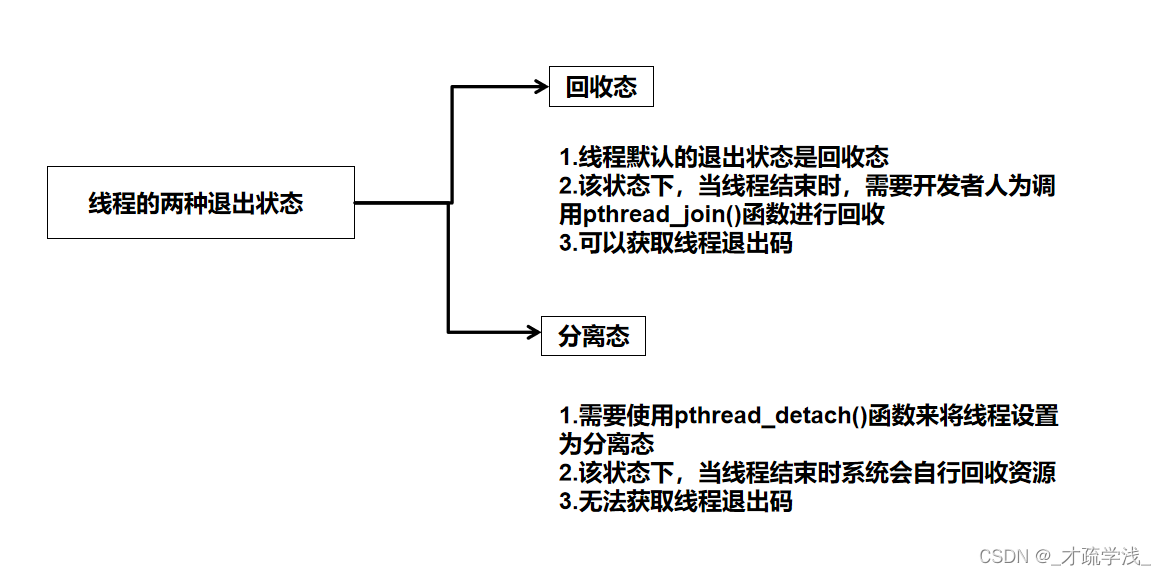 回收态
1.线程默认的退出状态是回收态
2.该状态下，当线程结束时，需要开发者人为调
用pthread_join()函数进行回收
3.可以获取线程退出码
线程的两种退出状态
分离态
1.需要使用pthread_detach()函数来将线程设置
为分离态
2.该状态下，当线程结束时系统会自行回收资源
3.无法获取线程退出码
CSDN @_才疏学浅_